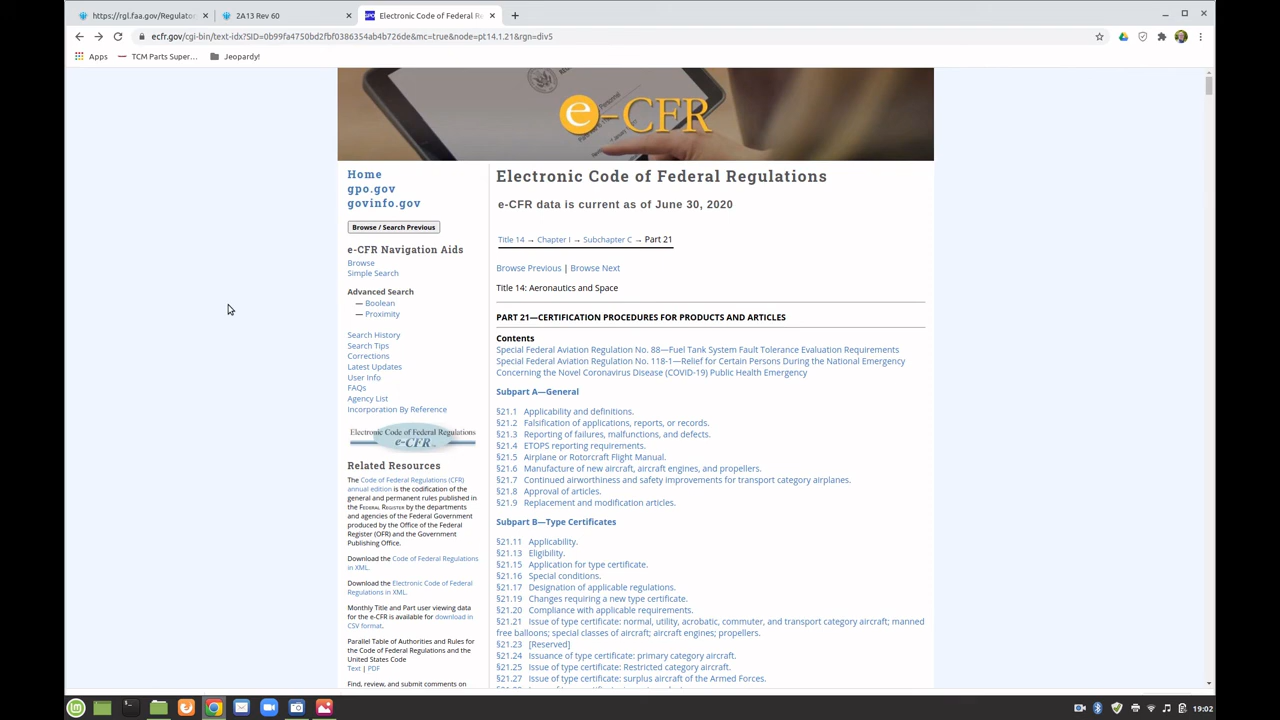 https://rgl.faa.gov/Regulator
2A13 Rev 60
GPO
Electronic Code of Federal R
ecfr.gov/cgi-bin/text-idx?SID=0b99fa4750bd2fbf0386354ab4b726de&mc=true&node=pt14.1.21&rgn=div5
Apps
TCM Parts Super...
Jeopardy!
e-CFR
Home
gpo.gov
govinfo.gov
Browse / Search Previous
e-CFR Navigation Aids
Browse
Simple Search
Advanced Search
— Boolean
— Proximity
Search History
Search Tips
Corrections
Latest Updates
User Info
FAQs
Agency List
Incorporation By Reference
Electronic Code of Federal Regulations
e-CFR
Related Resources
The Code of Federal Regulations (CFR)
annual edition is the codification of the
general and permanent rules published in
the Federal Register by the departments
and agencies of the Federal Government
produced by the Office of the Federal
Register (OFR) and the Government
Publishing Office.
Download the Code of Federal Regulations
in XML.
Download the Electronic Code of Federal
Regulations in XML.
Monthly Title and Part user viewing data
for the e-CFR is available for download in
CSV format.
Parallel Table of Authorities and Rules for
the Code of Federal Regulations and the
United States Code
Text | PDF
Find, review, and submit comments on
Electronic Code of Federal Regulations
e-CFR data is current as of June 30, 2020
Title 14 → Chapter I → Subchapter C → Part 21
Browse Previous | Browse Next
Title 14: Aeronautics and Space
PART 21—CERTIFICATION PROCEDURES FOR PRODUCTS AND ARTICLES
Contents
Special Federal Aviation Regulation No. 88—Fuel Tank System Fault Tolerance Evaluation Requirements
Special Federal Aviation Regulation No. 118-1—Relief for Certain Persons During the National Emergency
Concerning the Novel Coronavirus Disease (COVID-19) Public Health Emergency
Subpart A—General
§21.1 Applicability and definitions.
§21.2 Falsification of applications, reports, or records.
§21.3 Reporting of failures, malfunctions, and defects.
§21.4 ETOPS reporting requirements.
§21.5 Airplane or Rotorcraft Flight Manual.
§21.6 Manufacture of new aircraft, aircraft engines, and propellers.
§21.7 Continued airworthiness and safety improvements for transport category airplanes.
§21.8 Approval of articles.
§21.9 Replacement and modification articles.
Subpart B—Type Certificates
§21.11 Applicability.
§21.13 Eligibility.
§21.15 Application for type certificate.
§21.16 Special conditions.
§21.17 Designation of applicable regulations.
§21.19 Changes requiring a new type certificate.
§21.20 Compliance with applicable requirements.
§21.21 Issue of type certificate: normal, utility, acrobatic, commuter, and transport category aircraft; manned
free balloons; special classes of aircraft; aircraft engines; propellers.
§21.23 [Reserved]
§21.24 Issuance of type certificate: primary category aircraft.
§21.25 Issue of type certificate: Restricted category aircraft.
§21.27 Issue of type certificate: surplus aircraft of the Armed Forces.
19:02